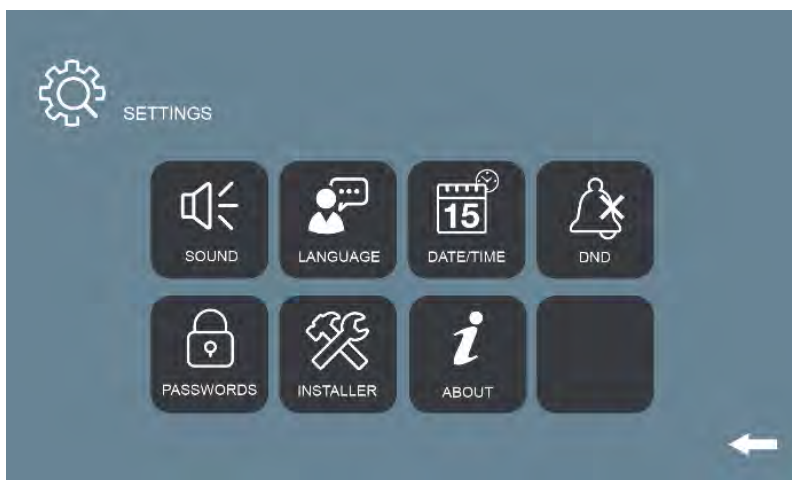 SETTINGS
SOUND
LANGUAGE
15
DATE/TIME
DND
PASSWORDS
INSTALLER
i
ABOUT